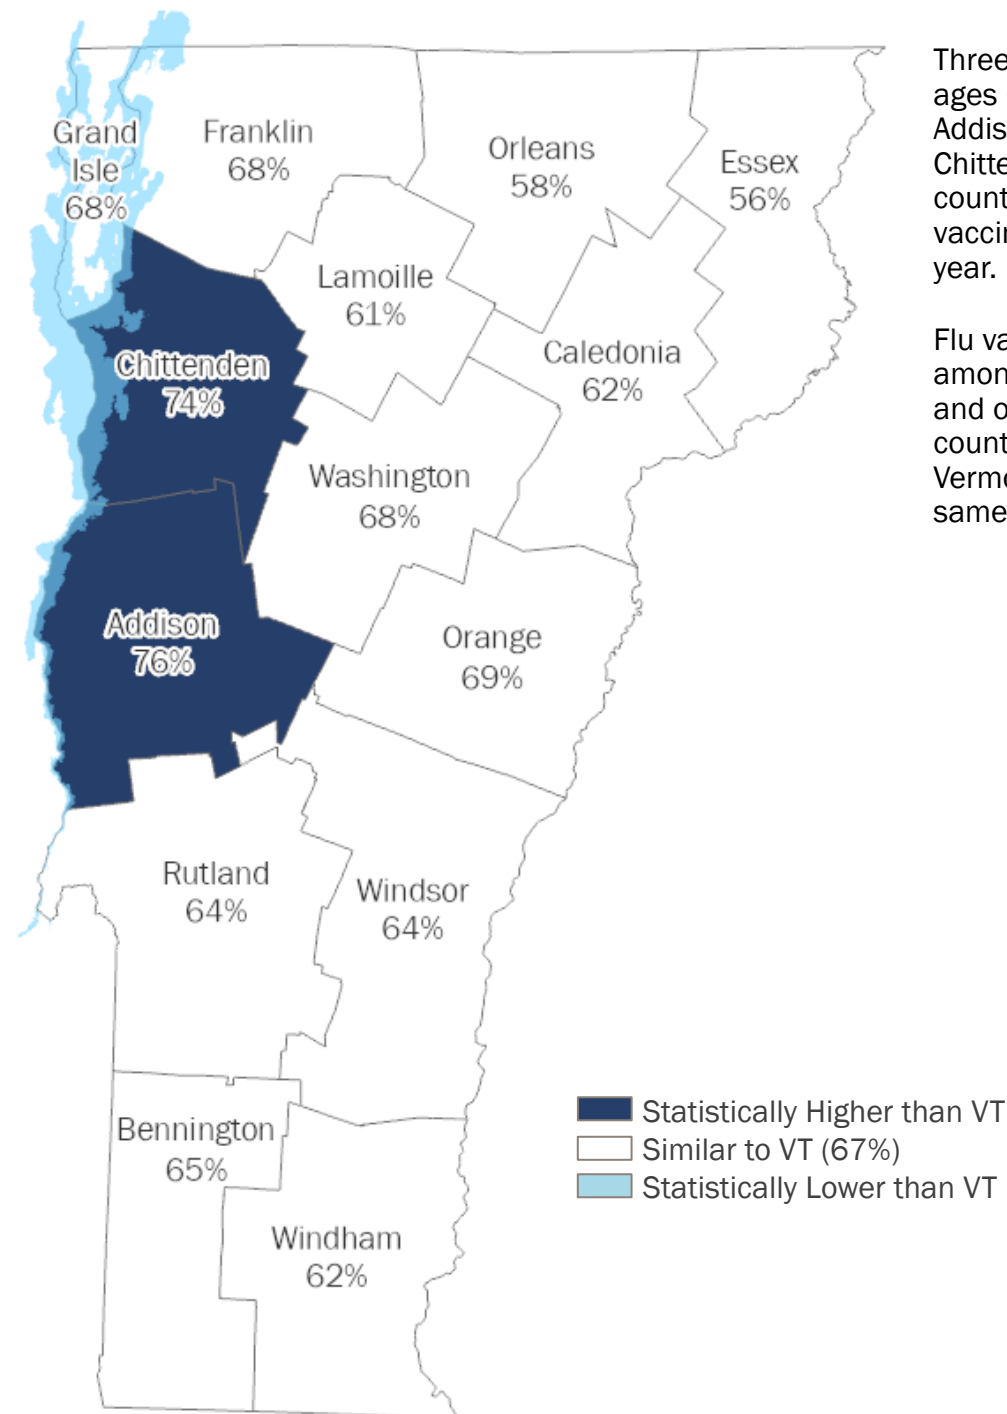 Grand
Isle
68%
Franklin
68%
Orleans
58%
Essex
56%
Lamoille
61%
Chittenden
74%
Caledonia
62%
Washington
68%
Addison
76%
Orange
69%
Rutland
64%
Windsor
64%
Bennington
65%
Windham
62%
Three
ages
Addis
Chitte
count
vaccin
year.
Flu va
amon
and o
count
Vermo
same
Statistically Higher than VT
Similar to VT (67%)
Statistically Lower than VT